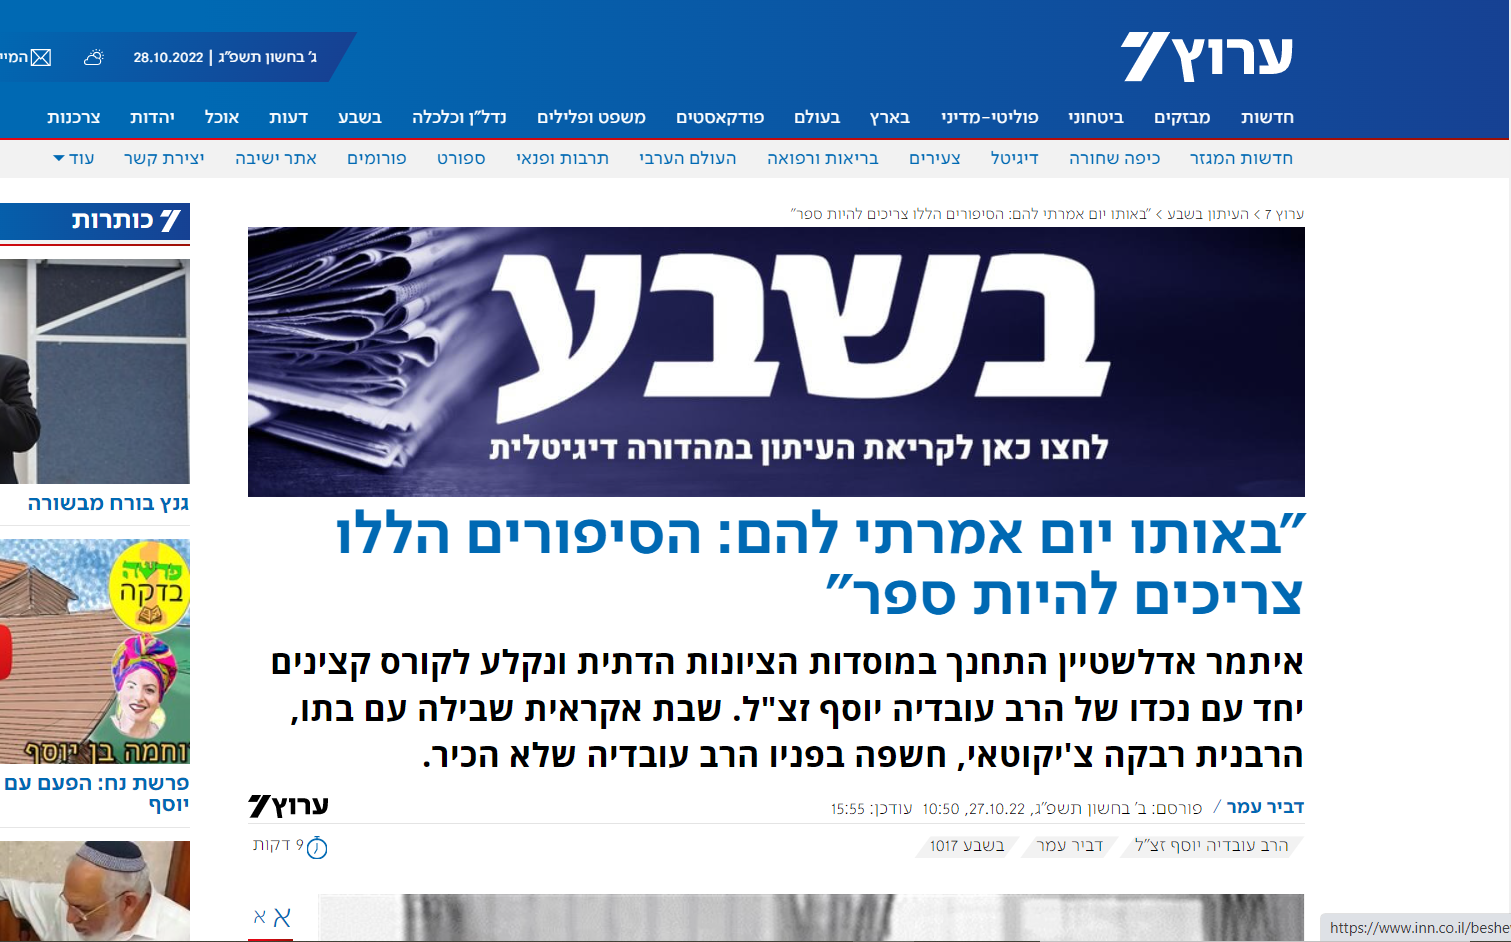 ערוץ 7
ג' בחשון תשפ"ג | 28.10.2022
המיי
חדשות מבזקים ביטחוני פוליטי-מדיני בארץ בעולם פודקאסטים משפט ופלילים נדל"ן וכלכלה בשבע דעות אוכל יהדות צרכנות
חדשות המגזר כיפה שחורה דיגיטל צעירים בריאות ורפואה העולם הערבי תרבות ופנאי ספורט פורומים אתר ישיבה יצירת קשר עוד
ערוץ 7 > העיתון בשבע > "באותו יום אמרתי להם: הסיפורים הללו צריכים להיות ספר"
בשבע
לחצו כאן לקריאת העיתון במהדורה דיגיטלית
"באותו יום אמרתי להם: הסיפורים הללו
צריכים להיות ספר"
איתמר אדלשטיין התחנך במוסדות הציונות הדתית ונקלע לקורס קצינים
יחד עם נכדו של הרב עובדיה יוסף זצ"ל. שבת אקראית שבילה עם בתו,
הרבנית רבקה צ'יקוטאי, חשפה בפניו הרב עובדיה שלא הכיר.
דביר עמר / פורסם: ב' בחשון תשפ"ג, 27.10.22, 10:50 עודכן: 15:55
ערוץ 7
הרב עובדיה יוסף זצ"ל דביר עמר בשבע 1017
9 דקות
א א
7 כותרות
גנץ בורח מבשורה
פרשה
בדקה
נחמה בן יוסף
פרשת נח: הפעם עם
יוסף
https://www.inn.co.il/beshe